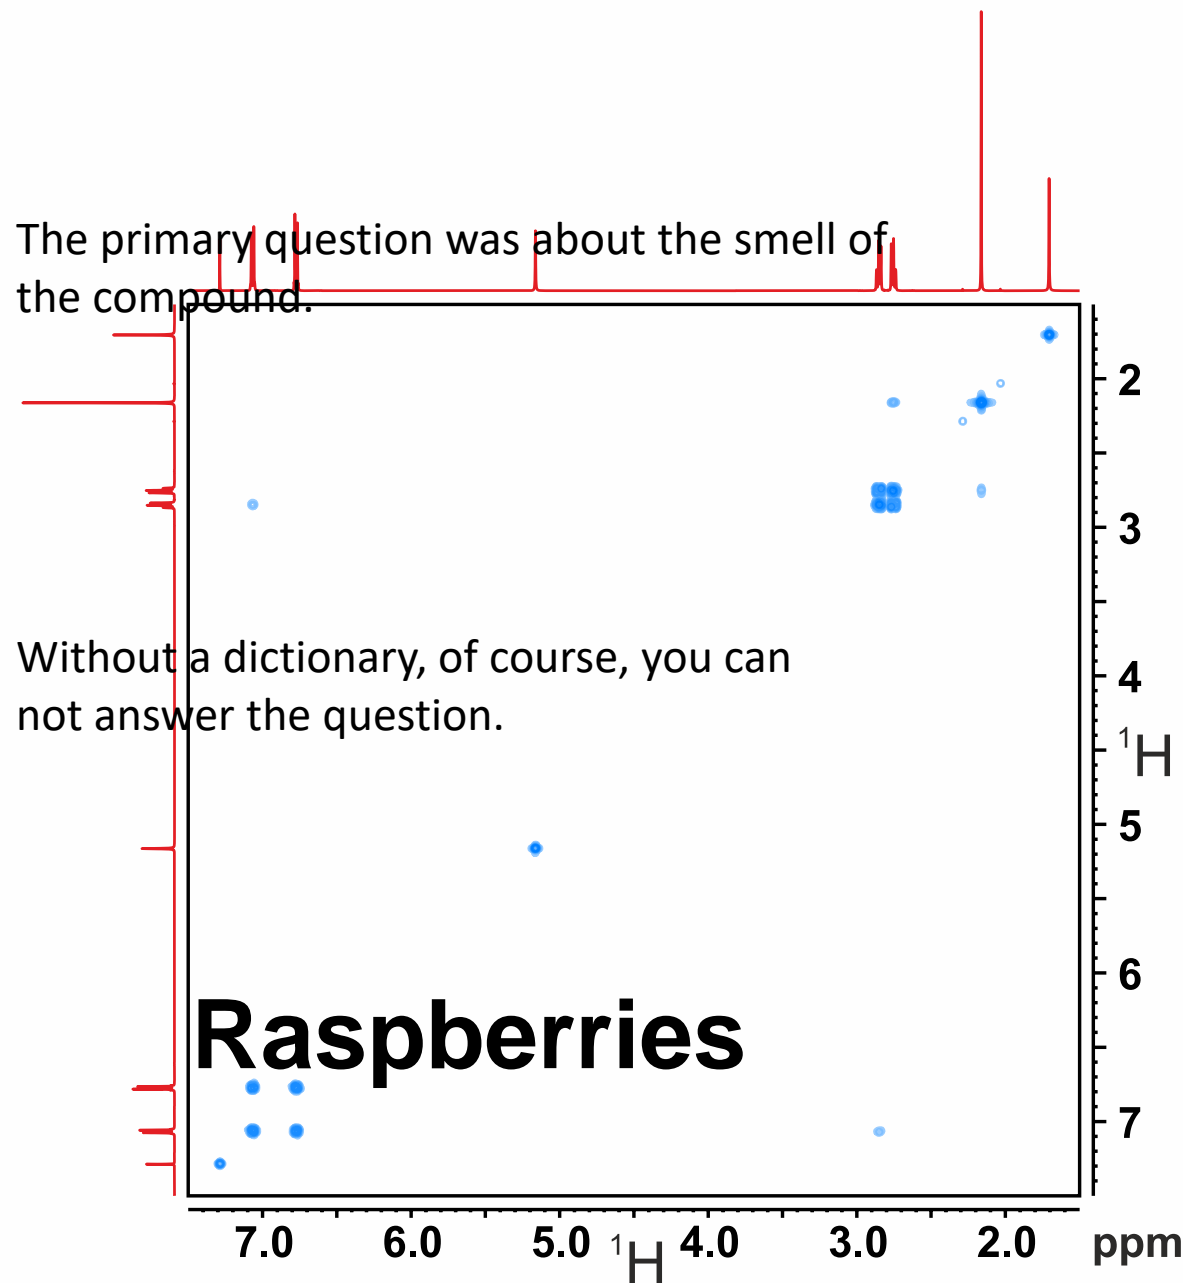 The primary question was about the smell of
the compound.
2
3
Without a dictionary, of course, you can
not answer the question.
4
¹H
5
6
Raspberries
7
7.0 6.0 5.0 ¹H 4.0 3.0 2.0 ppm